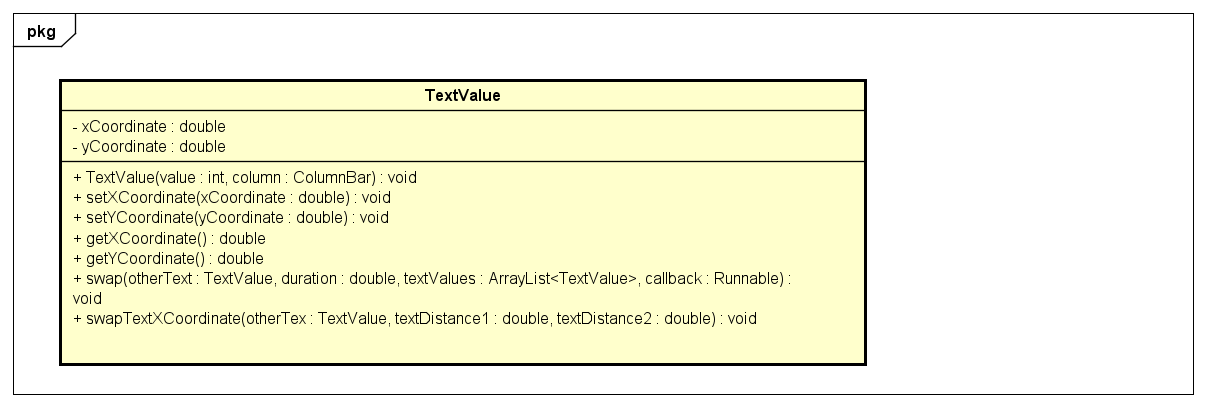 pkg
TextValue
- xCoordinate : double
- yCoordinate : double
+ TextValue(value : int, column : ColumnBar) : void
+ setXCoordinate(xCoordinate : double) : void
+ setYCoordinate(yCoordinate : double) : void
+ getXCoordinate() : double
+ getYCoordinate() : double
+ swap(otherText : TextValue, duration : double, textValues : ArrayList<TextValue>, callback : Runnable) :
void
+ swapTextXCoordinate(otherTex : TextValue, textDistance1 : double, textDistance2 : double) : void